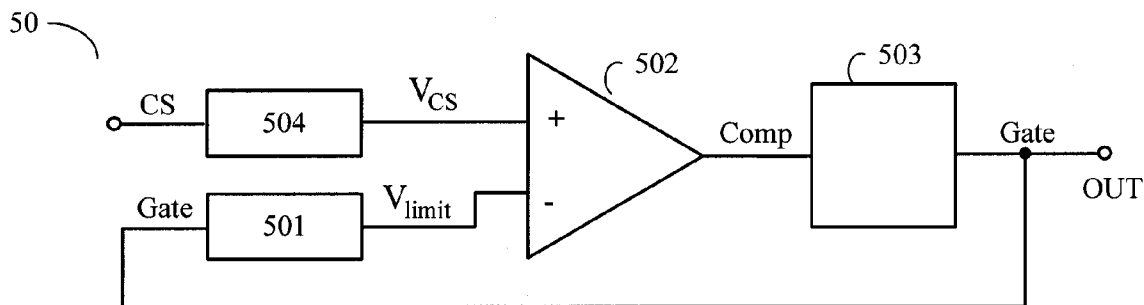 50
502
503
CS
504
V_CS
+
Comp
Gate
OUT
Gate
501
V_limit
-